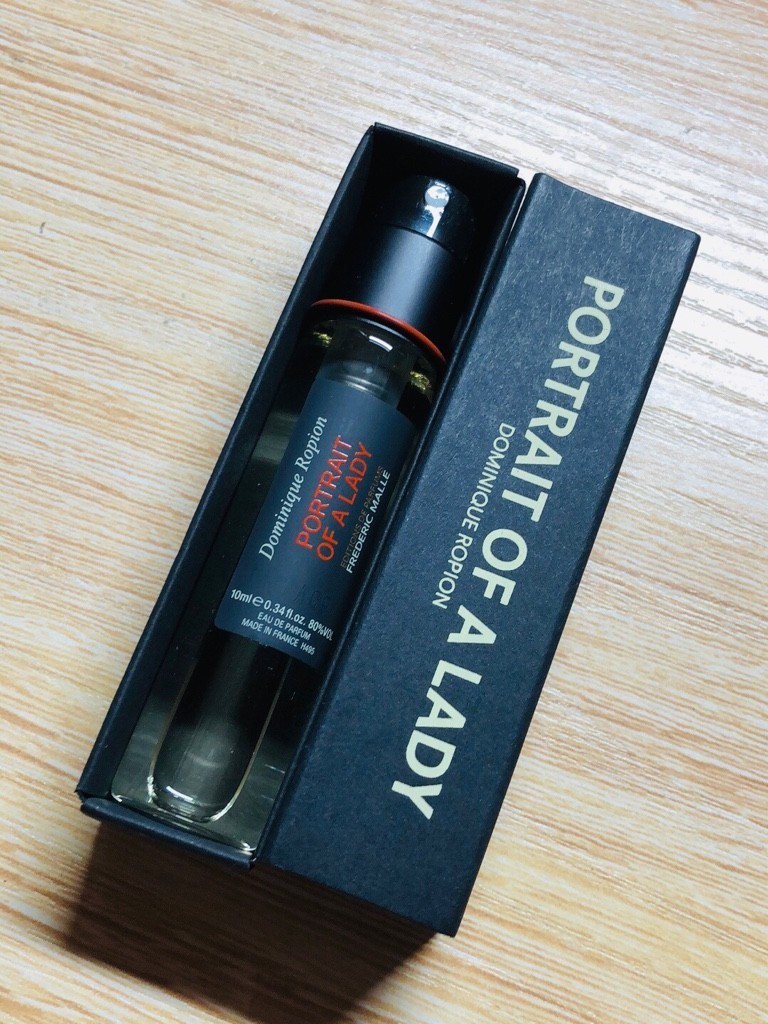 Dominique Ropion
PORTRAIT
OF A LADY
EDITIONS DE PARFUMS
FREDERIC MALLE
10ml ℮ 0.34 fl.oz. 80%VOL
EAU DE PARFUM
MADE IN FRANCE H495
PORTRAIT OF A LADY
DOMINIQUE ROPION